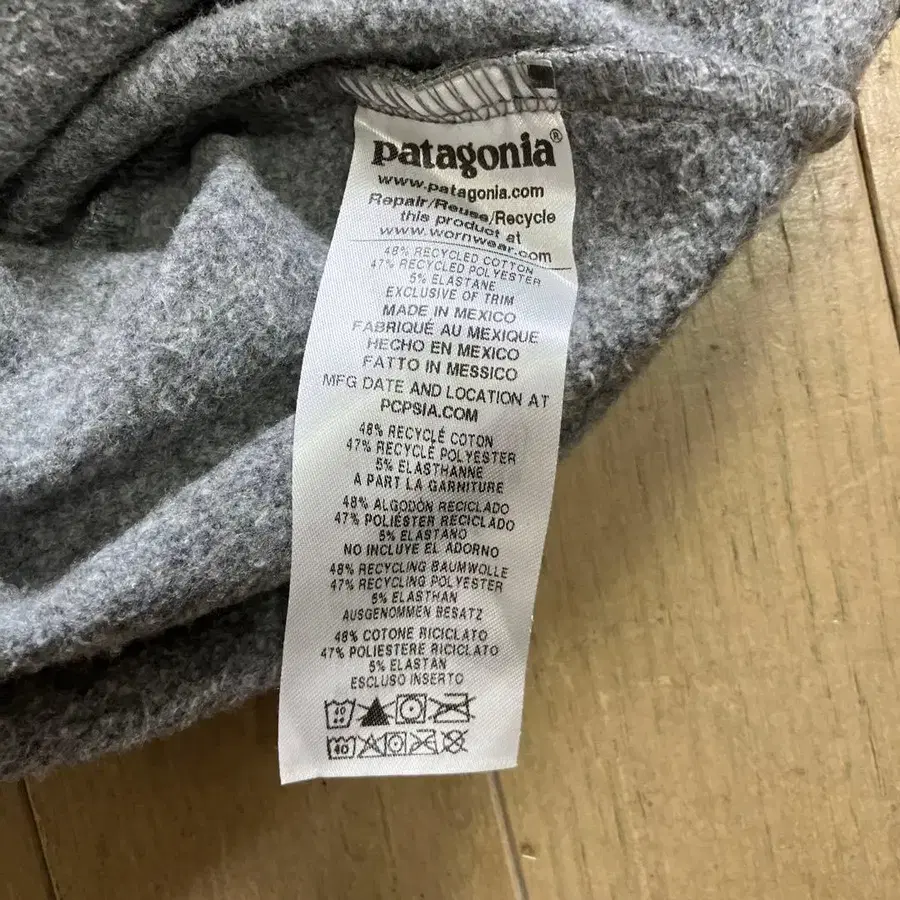 patagonia®
www.patagonia.com
Repair/Reuse/Recycle
this product at
www.wornwear.com
48% RECYCLED COTTON
47% RECYCLED POLYESTER
5% ELASTANE
EXCLUSIVE OF TRIM
MADE IN MEXICO
FABRIQUÉ AU MEXIQUE
HECHO EN MEXICO
FATTO IN MESSICO
MFG DATE AND LOCATION AT
PCPSIA.COM
48% RECYCLÉ COTON
47% RECYCLÉ POLYESTER
5% ELASTHANNE
A PART LA GARNITURE
48% ALGODÓN RECICLADO
47% POLIÉSTER RECICLADO
5% ELASTANO
NO INCLUYE EL ADORNO
48% RECYCLING BAUMWOLLE
47% RECYCLING POLYESTER
5% ELASTHAN
AUSGENOMMEN BESATZ
48% COTONE RICICLATO
47% POLIESTERE RICICLATO
5% ELASTAN
ESCLUSO INSERTO
40
40